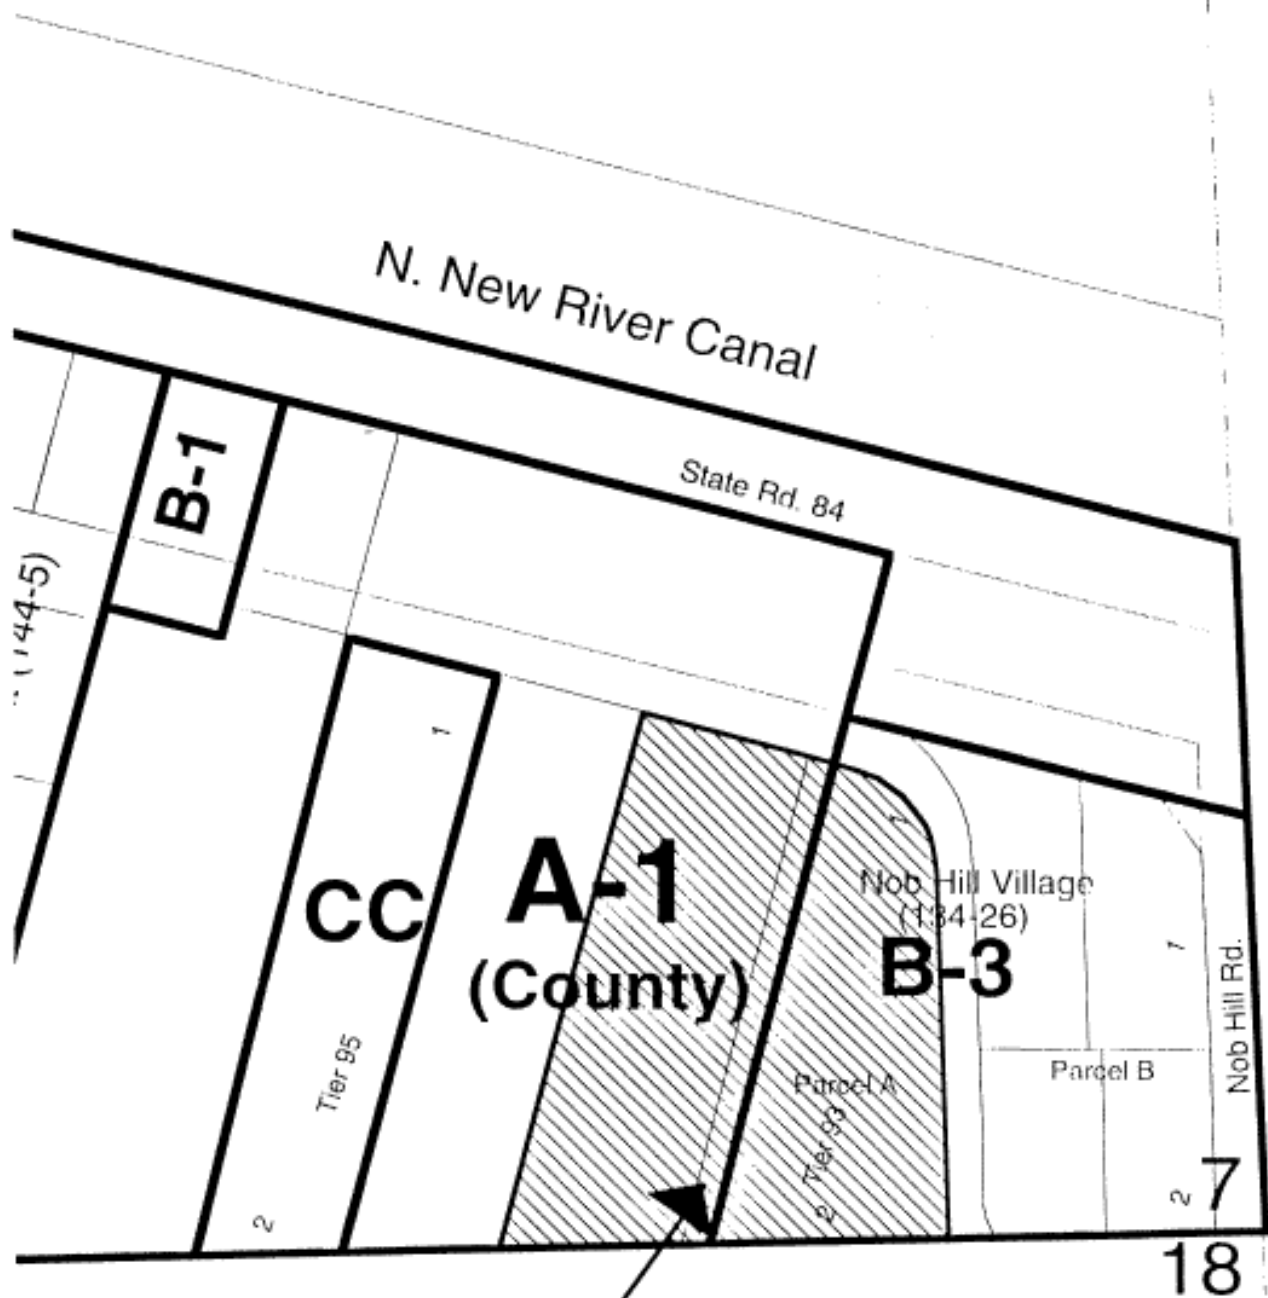 N. New River Canal
State Rd. 84
B-1
(144-5)
1
CC
A-1
(County)
1
Nob Hill Village
(134-26)
B-3
1
Nob Hill Rd.
Tier 95
Parcel A
Parcel B
Tier 93
2
2
2
7
18